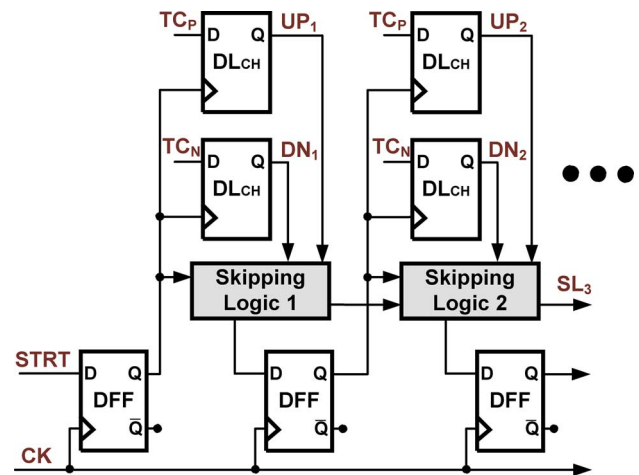 TCP
D Q
UP1
DLCH
TCP
D Q
UP2
DLCH
TCN
D Q
DN1
DLCH
TCN
D Q
DN2
DLCH
Skipping
Logic 1
Skipping
Logic 2
SL3
STRT
D Q
DFF
Q̅
D Q
DFF
Q̅
D Q
DFF
Q̅
CK